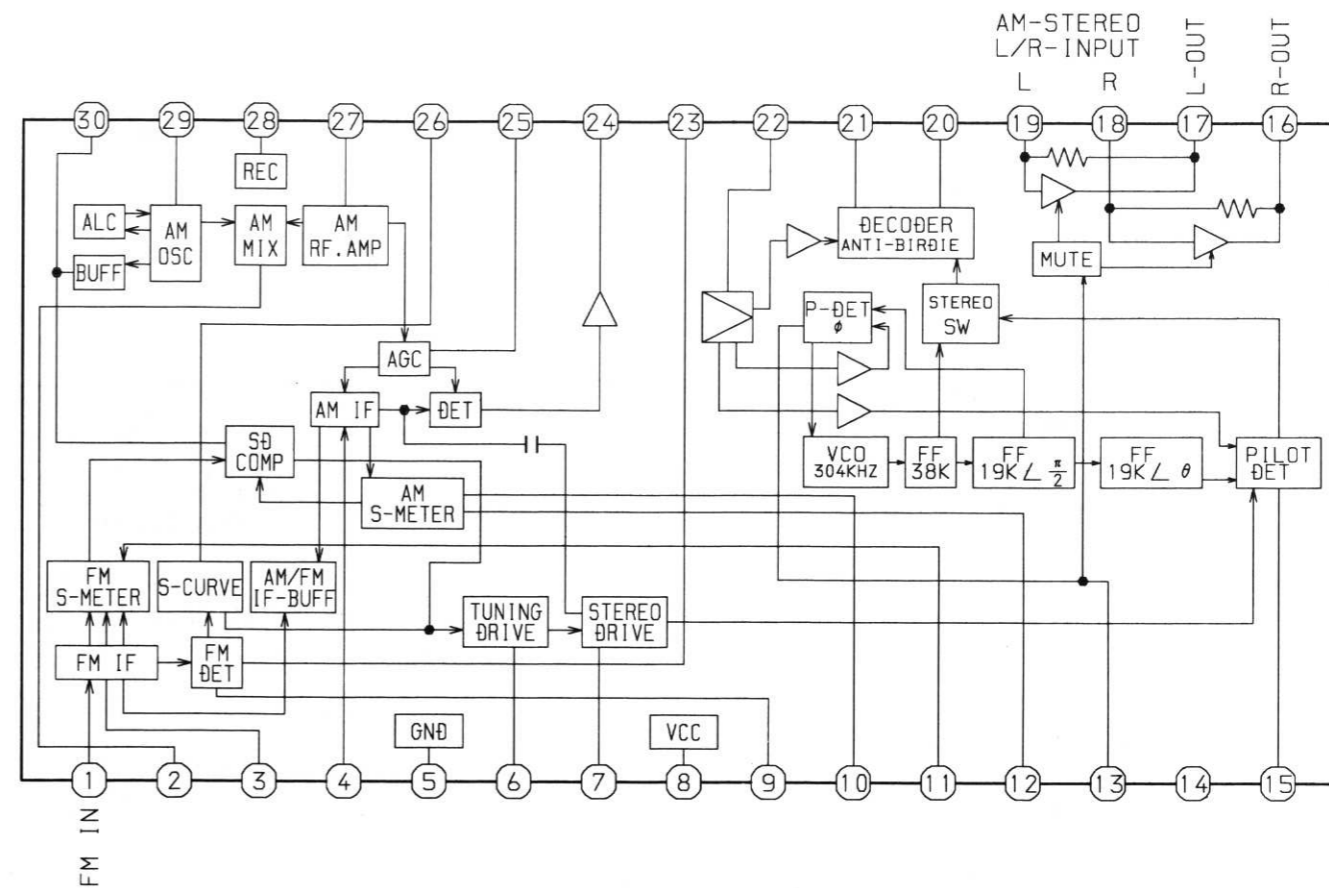 AM-STEREO
L/R-INPUT
L
R
L-OUT
R-OUT
30
29
28
27
26
25
24
23
22
21
20
19
18
17
16
REC
ALC
AM
OSC
AM
MIX
AM
RF.AMP
BUFF
DECODER
ANTI-BIRDIE
MUTE
P-DET
φ
STEREO
SW
AGC
AM IF
DET
SD
COMP
VCO
304KHZ
FF
38K
FF
19K∠ π/2
FF
19K∠ θ
PILOT
DET
AM
S-METER
FM
S-METER
S-CURVE
AM/FM
IF-BUFF
TUNING
DRIVE
STEREO
DRIVE
FM IF
FM
DET
GND
VCC
1
2
3
4
5
6
7
8
9
10
11
12
13
14
15
FM IN